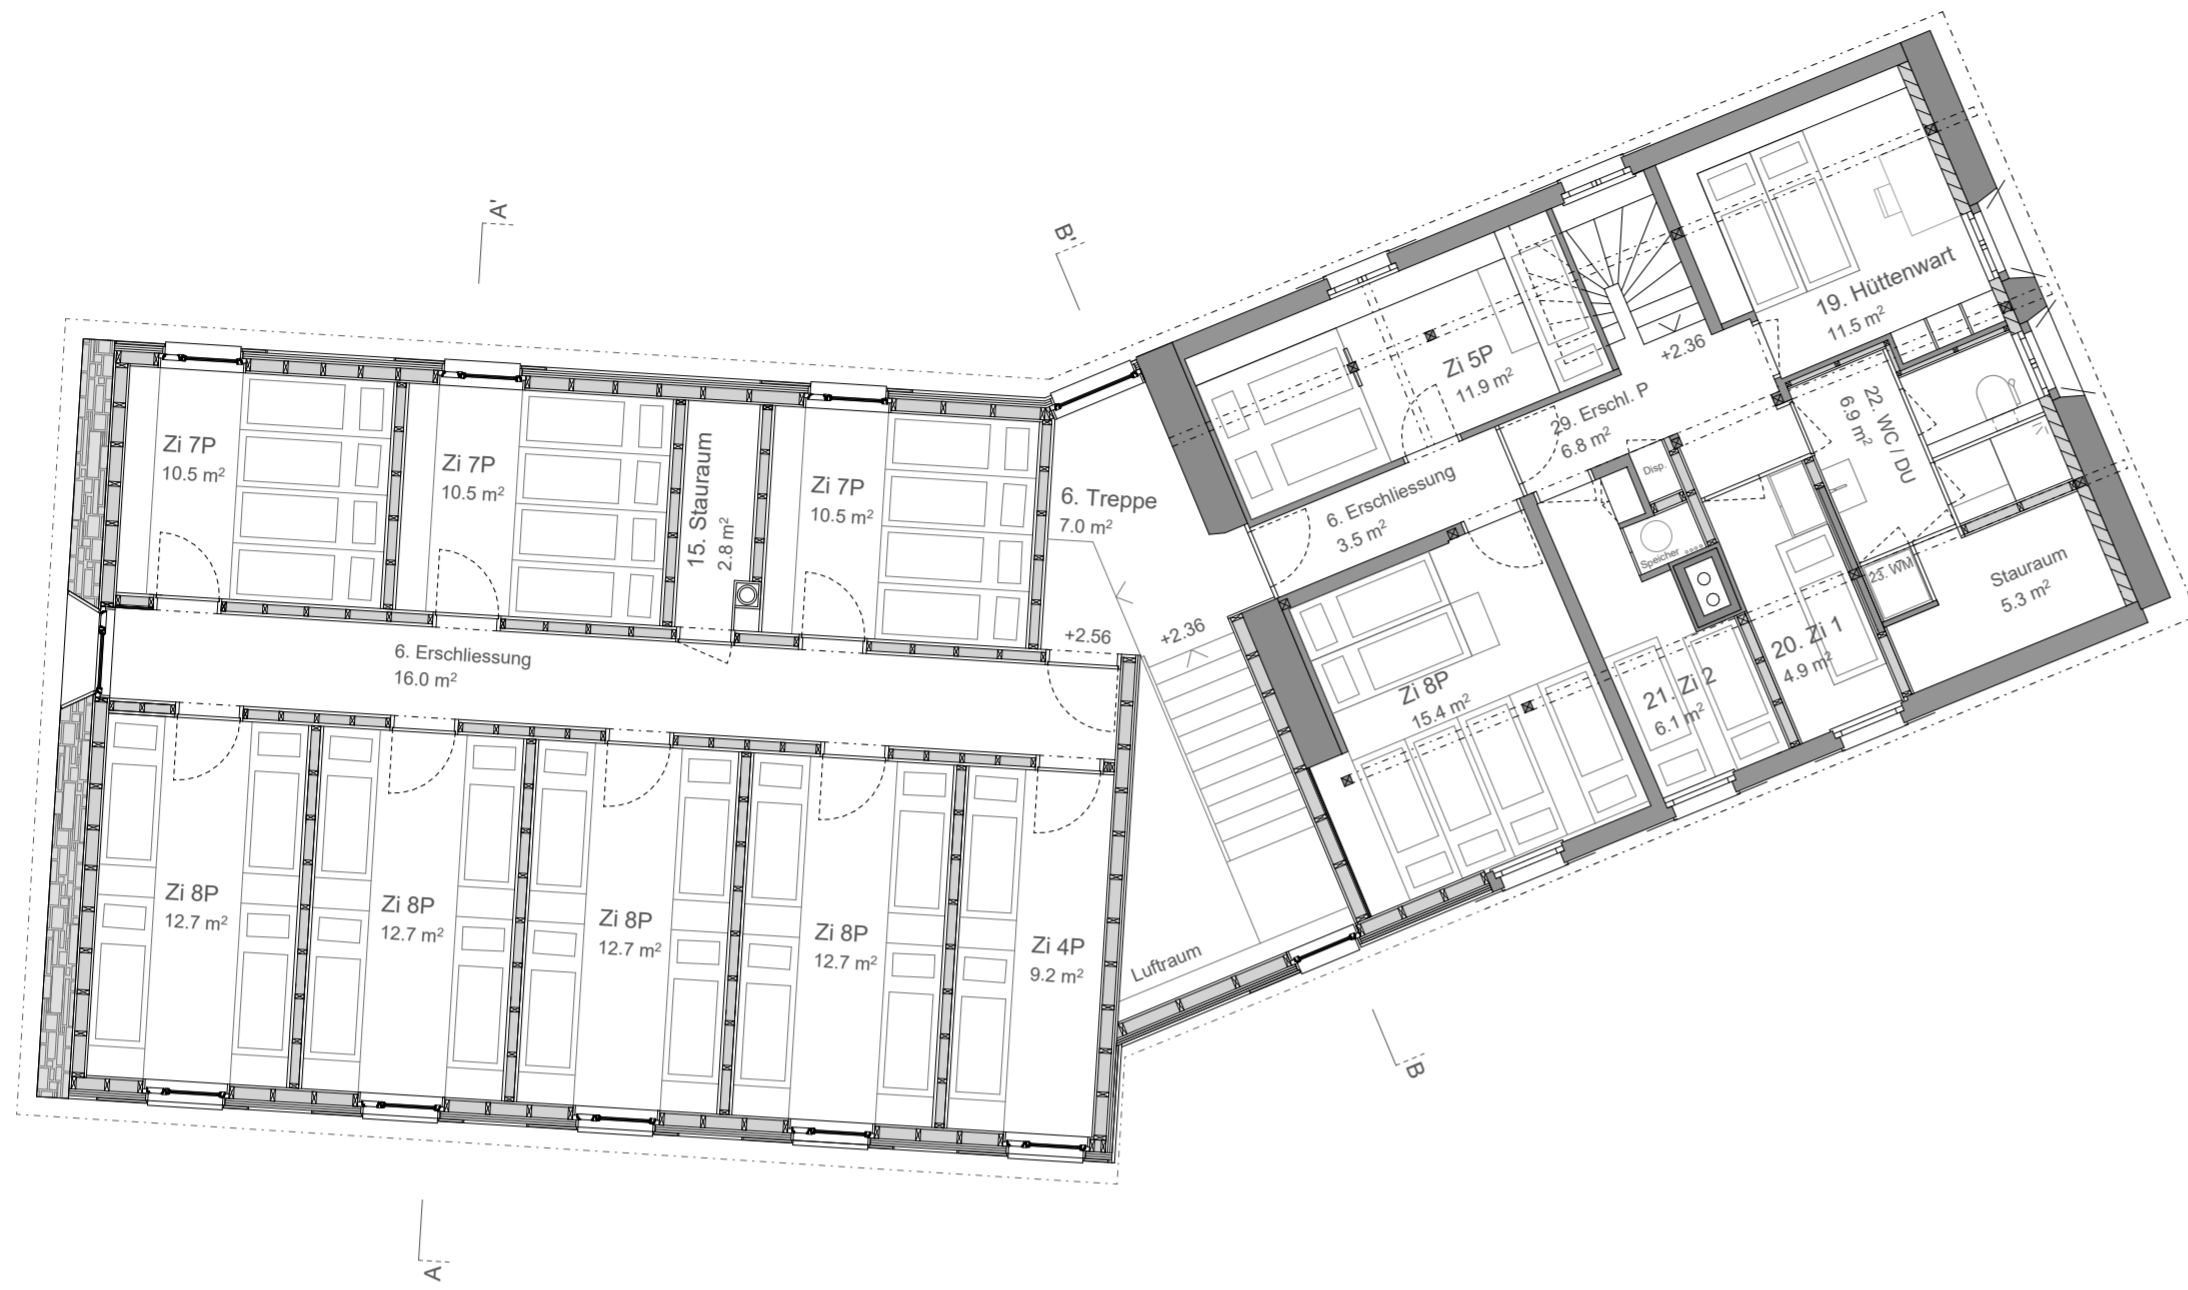 A'
B'
Zi 7P
10.5 m²
Zi 7P
10.5 m²
15. Stauraum
2.8 m²
Zi 7P
10.5 m²
6. Treppe
7.0 m²
+2.56
+2.36
6. Erschliessung
16.0 m²
Zi 8P
12.7 m²
Zi 8P
12.7 m²
Zi 8P
12.7 m²
Zi 8P
12.7 m²
Zi 4P
9.2 m²
Luftraum
Zi 5P
11.9 m²
+2.36
19. Hüttenwart
11.5 m²
29. Erschl. P
6.8 m²
Disp.
22. WC / DU
6.9 m²
6. Erschliessung
3.5 m²
Speicher
23. WM
Stauraum
5.3 m²
Zi 8P
15.4 m²
21. Zi 2
6.1 m²
20. Zi 1
4.9 m²
A
B